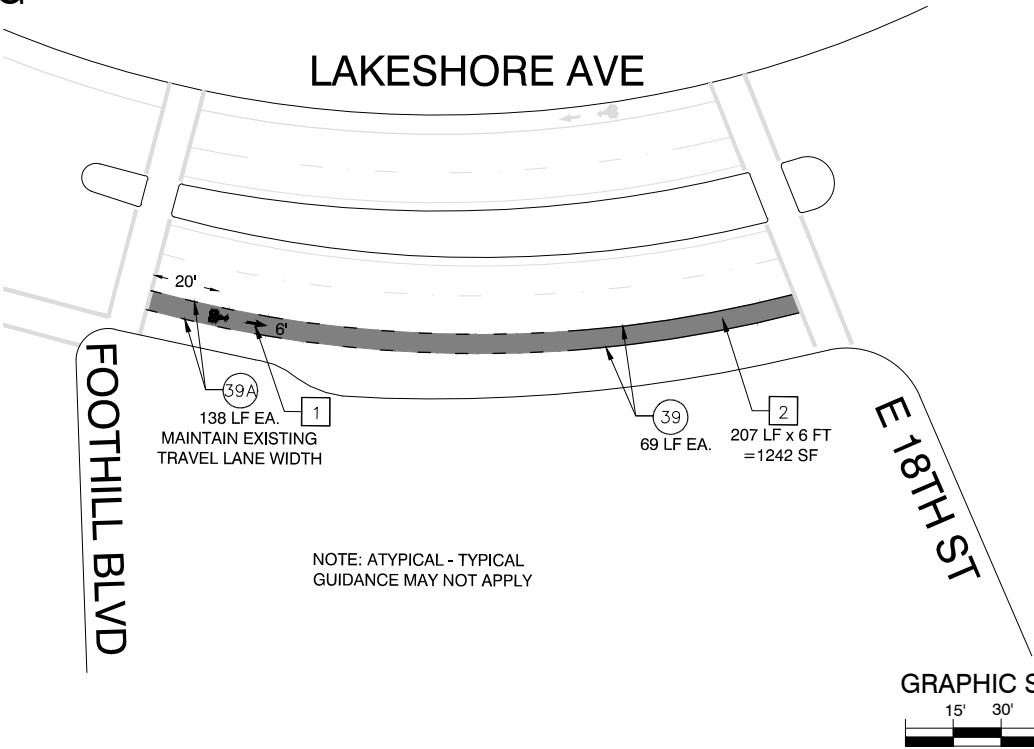 LAKESHORE AVE
20'
6'
39A
138 LF EA.
MAINTAIN EXISTING
TRAVEL LANE WIDTH
1
39
69 LF EA.
2
207 LF x 6 FT
=1242 SF
FOOTHILL BLVD
E 18TH ST
NOTE: ATYPICAL - TYPICAL
GUIDANCE MAY NOT APPLY
GRAPHIC S
15' 30'